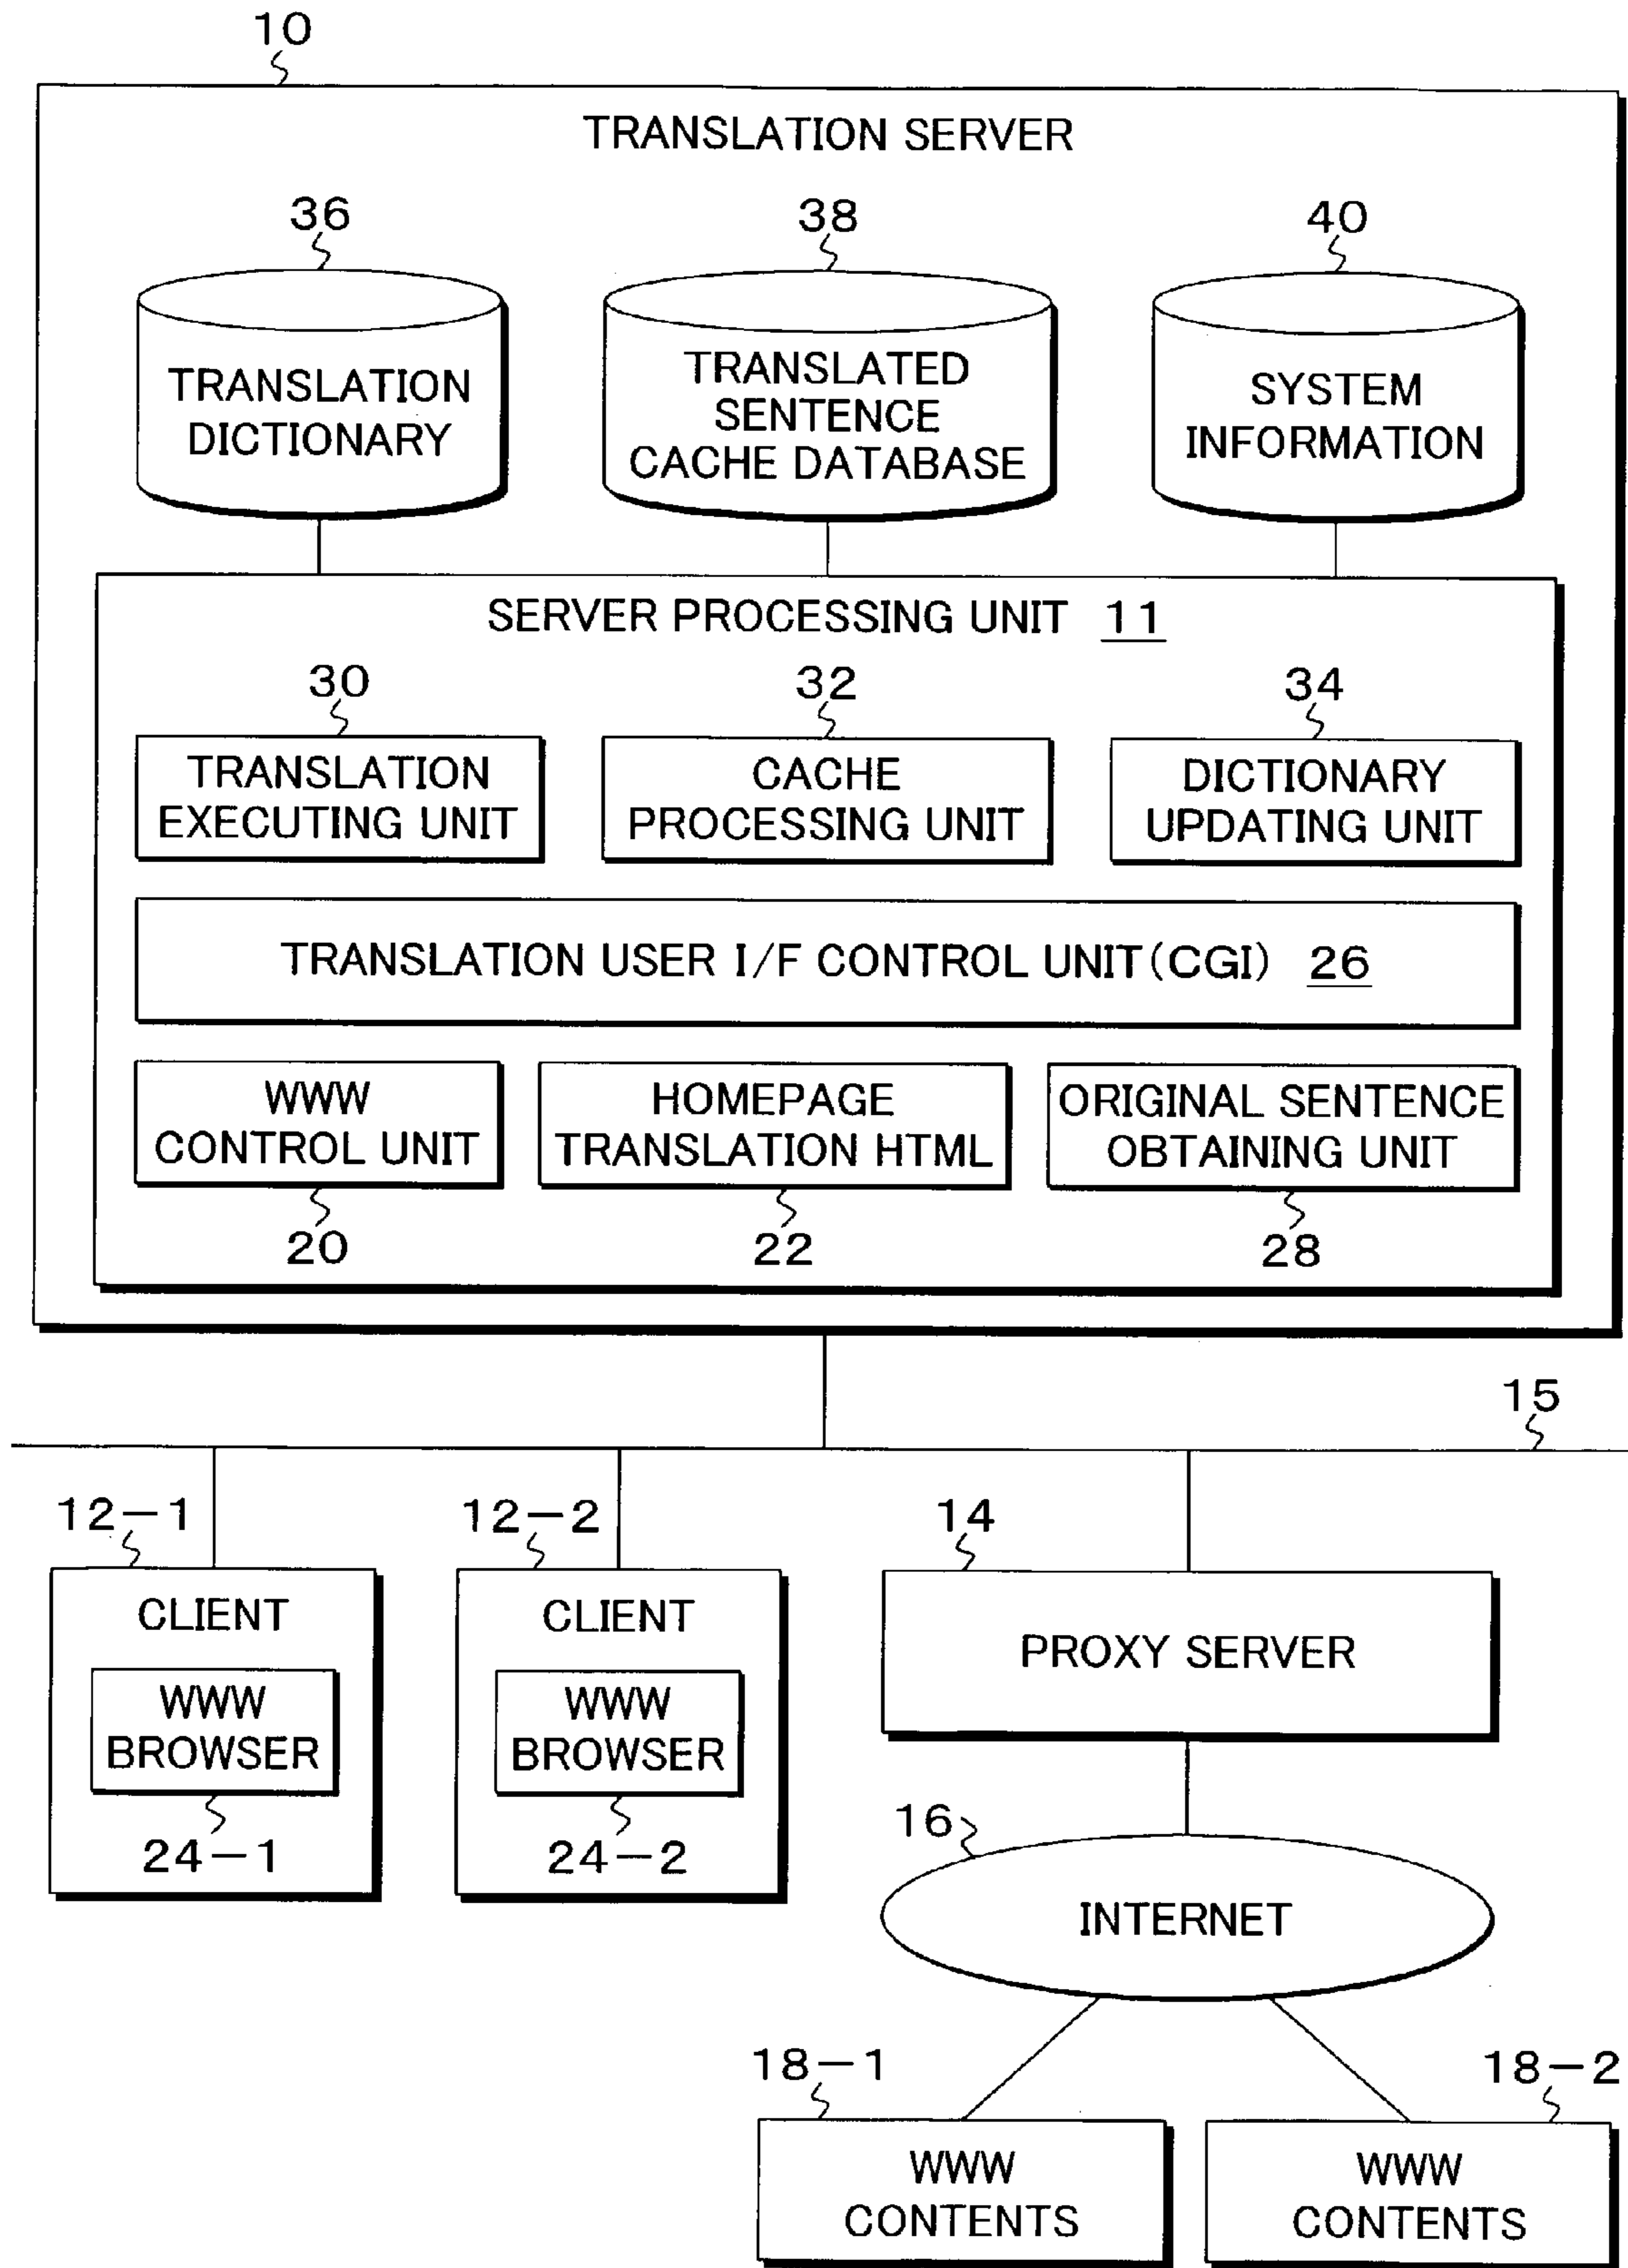 10
TRANSLATION SERVER
36
38
40
TRANSLATION
DICTIONARY
TRANSLATED
SENTENCE
CACHE DATABASE
SYSTEM
INFORMATION
SERVER PROCESSING UNIT 11
30
32
34
TRANSLATION
EXECUTING UNIT
CACHE
PROCESSING UNIT
DICTIONARY
UPDATING UNIT
TRANSLATION USER I/F CONTROL UNIT(CGI) 26
WWW
CONTROL UNIT
HOMEPAGE
TRANSLATION HTML
ORIGINAL SENTENCE
OBTAINING UNIT
20
22
28
15
12-1
12-2
14
CLIENT
WWW
BROWSER
24-1
CLIENT
WWW
BROWSER
24-2
PROXY SERVER
16
INTERNET
18-1
18-2
WWW
CONTENTS
WWW
CONTENTS